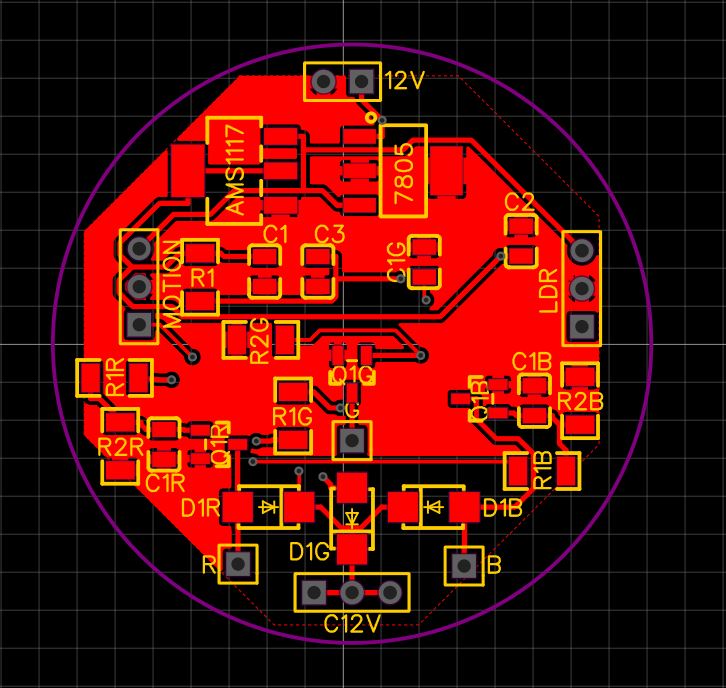 12V
AMS1117
7805
C2
C1
C3
C1G
MOTION
R1
LDR
R2G
Q1G
R1R
C1B
Q1B
R2B
G
R1G
R2R
Q1R
C1R
R1B
D1R
D1B
D1G
R
B
C12V